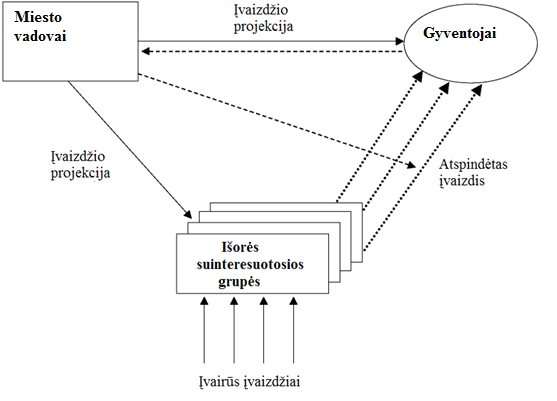 Miesto
vadovai
Įvaizdžio
projekcija
Gyventojai
Įvaizdžio
projekcija
Atspindėtas
įvaizdis
Išorės
suinteresuotosios
grupės
Įvairūs įvaizdžiai